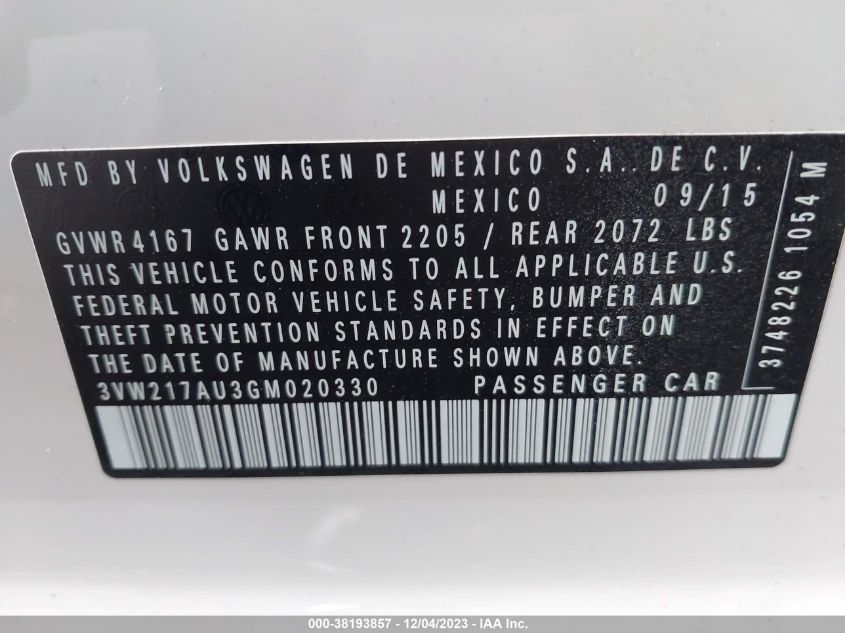 MFD BY VOLKSWAGEN DE MEXICO S.A. DE C.V.
MEXICO 09/15
GVWR4167 GAWR FRONT 2205 / REAR 2072 LBS
THIS VEHICLE CONFORMS TO ALL APPLICABLE U.S.
FEDERAL MOTOR VEHICLE SAFETY, BUMPER AND
THEFT PREVENTION STANDARDS IN EFFECT ON
THE DATE OF MANUFACTURE SHOWN ABOVE.
3VW217AU3GM020330 PASSENGER CAR
3748226 1054 M
000-38193857 - 12/04/2023 - IAA Inc.